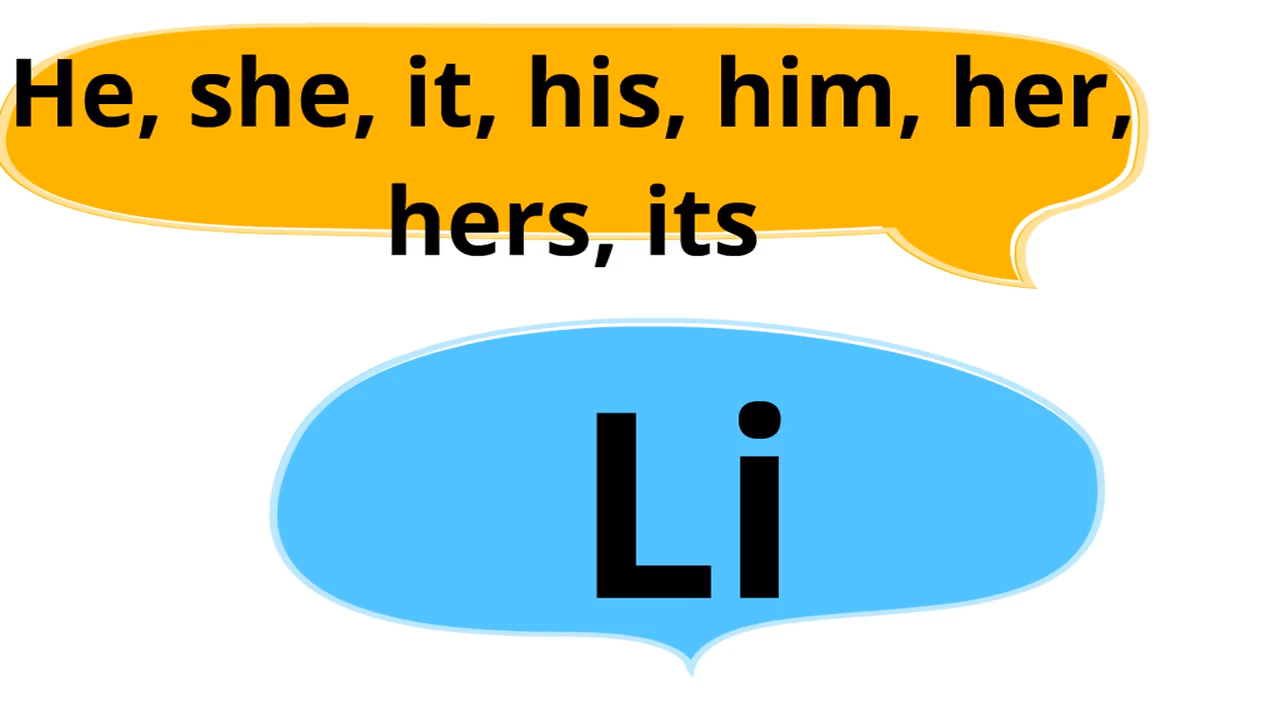 He, she, it, his, him, her,
hers, its
Li